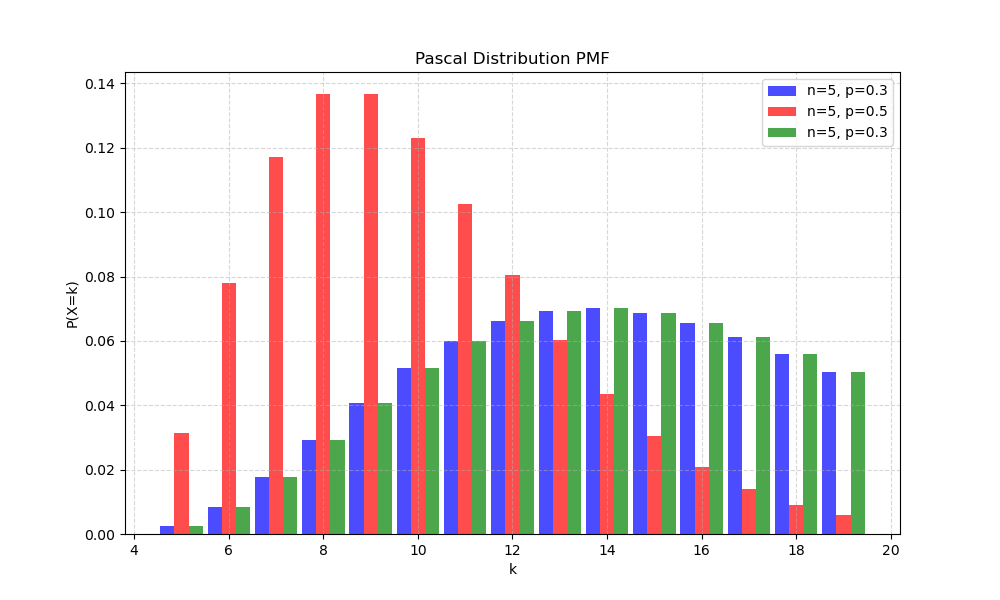 Pascal Distribution PMF
n=5, p=0.3
n=5, p=0.5
n=5, p=0.3
P(X=k)
0.14
0.12
0.10
0.08
0.06
0.04
0.02
0.00
4 6 8 10 12 14 16 18 20
k